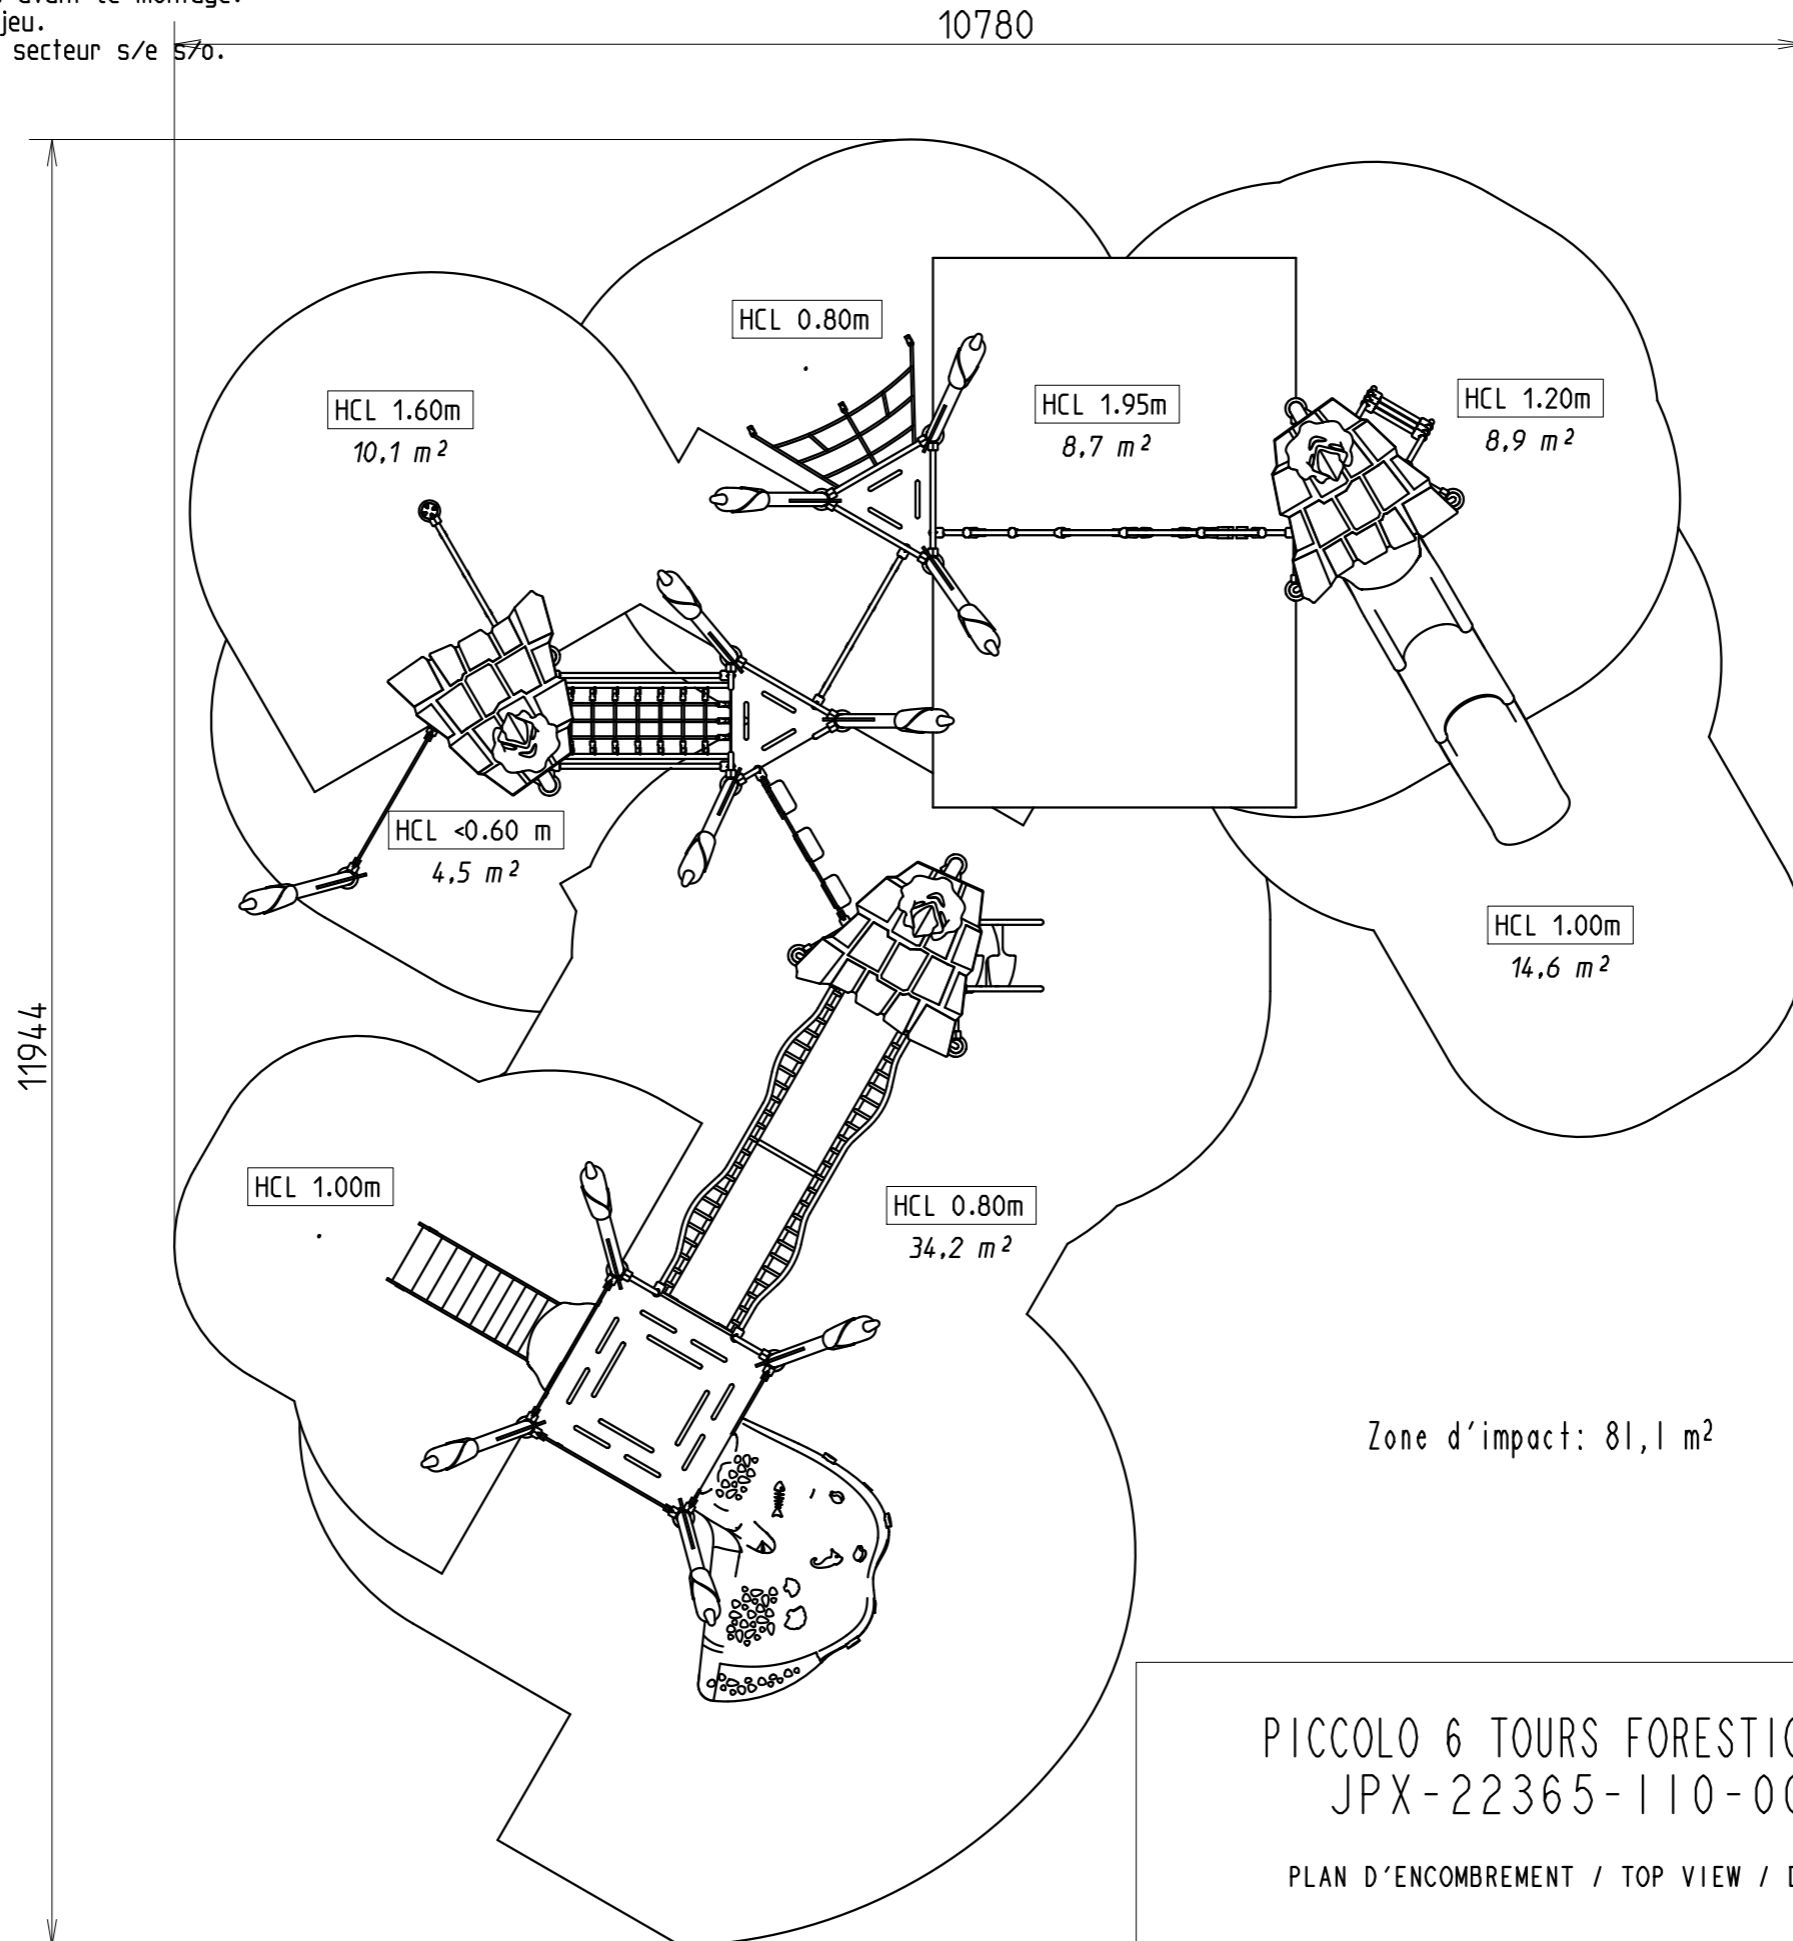 jeu.
secteur s/e s/o.
10780
11944
HCL 0.80m
HCL 1.60m
10,1 m²
HCL 1.95m
8,7 m²
HCL 1.20m
8,9 m²
HCL <0.60 m
4,5 m²
HCL 1.00m
14,6 m²
HCL 1.00m
HCL 0.80m
34,2 m²
Zone d'impact: 81,1 m²
PICCOLO 6 TOURS
JPX-22365-110-
PLAN D'ENCOMBREMENT / TOP VIEW /